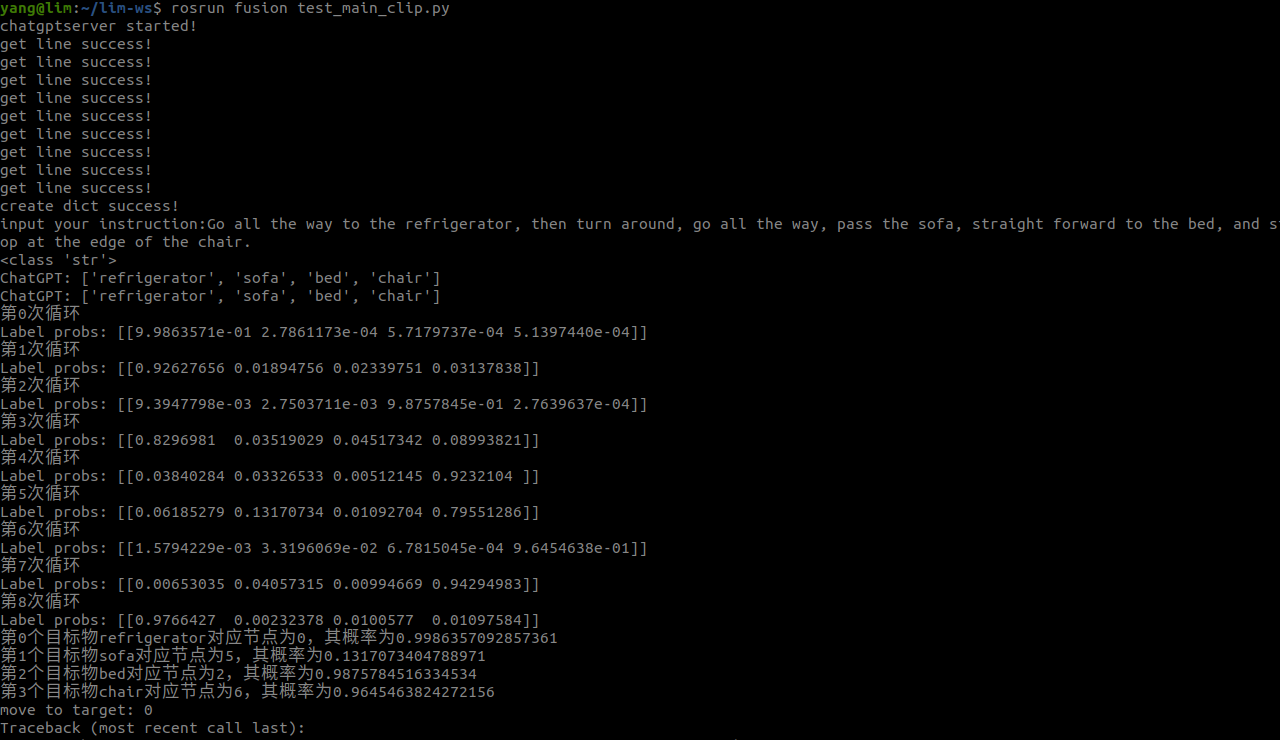 yang@lim:~/lim-ws$ rosrun fusion test_main_clip.py
chatgptserver started!
get line success!
get line success!
get line success!
get line success!
get line success!
get line success!
get line success!
get line success!
get line success!
create dict success!
input your instruction:Go all the way to the refrigerator, then turn around, go all the way, pass the sofa, straight forward to the bed, and st
op at the edge of the chair.
<class 'str'>
ChatGPT: ['refrigerator', 'sofa', 'bed', 'chair']
ChatGPT: ['refrigerator', 'sofa', 'bed', 'chair']
第0次循环
Label probs: [[9.9863571e-01 2.7861173e-04 5.7179737e-04 5.1397440e-04]]
第1次循环
Label probs: [[0.92627656 0.01894756 0.02339751 0.03137838]]
第2次循环
Label probs: [[9.3947798e-03 2.7503711e-03 9.8757845e-01 2.7639637e-04]]
第3次循环
Label probs: [[0.8296981  0.03519029 0.04517342 0.08993821]]
第4次循环
Label probs: [[0.03840284 0.03326533 0.00512145 0.9232104 ]]
第5次循环
Label probs: [[0.06185279 0.13170734 0.01092704 0.79551286]]
第6次循环
Label probs: [[1.5794229e-03 3.3196069e-02 6.7815045e-04 9.6454638e-01]]
第7次循环
Label probs: [[0.00653035 0.04057315 0.00994669 0.94294983]]
第8次循环
Label probs: [[0.9766427  0.00232378 0.0100577  0.01097584]]
第0个目标物refrigerator对应节点为0，其概率为0.9986357092857361
第1个目标物sofa对应节点为5，其概率为0.1317073404788971
第2个目标物bed对应节点为2，其概率为0.9875784516334534
第3个目标物chair对应节点为6，其概率为0.9645463824272156
move to target: 0
Traceback (most recent call last):